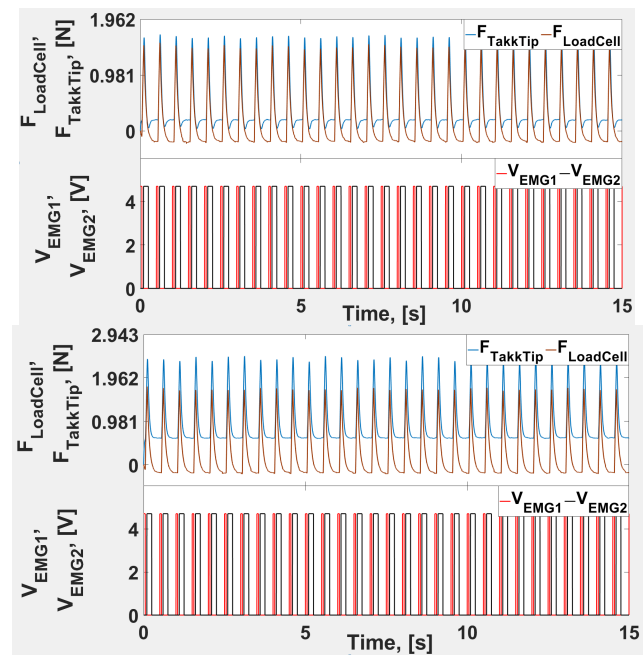 1.962
0.981
0
F_LoadCell,
F_TakkTip, [N]
F_TakkTip F_LoadCell
4
2
0
V_EMG1,
V_EMG2, [V]
V_EMG1 V_EMG2
0 5 10 15
Time, [s]
2.943
1.962
0.981
0
F_LoadCell,
F_TakkTip, [N]
F_TakkTip F_LoadCell
4
2
0
V_EMG1,
V_EMG2, [V]
V_EMG1 V_EMG2
0 5 10 15
Time, [s]